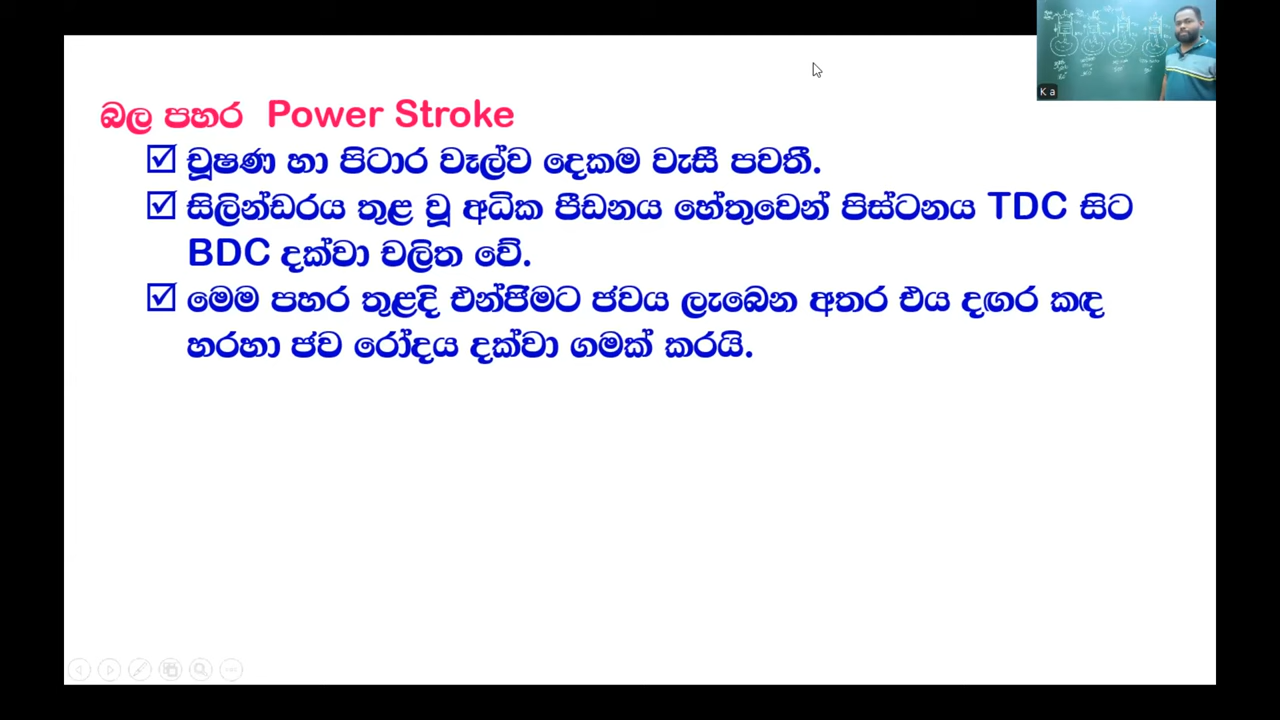 K a
බල පහර Power Stroke
☑ චූෂණ හා පිටාර වෑල්ව දෙකම වැසී පවතී.
☑ සිලින්ඩරය තුළ වූ අධික පීඩනය හේතුවෙන් පිස්ටනය TDC සිට
BDC දක්වා චලිත වේ.
☑ මෙම පහර තුළදි එන්ජිමට ජවය ලැබෙන අතර එය දඟර කඳ
හරහා ජව රෝදය දක්වා ගමක් කරයි.